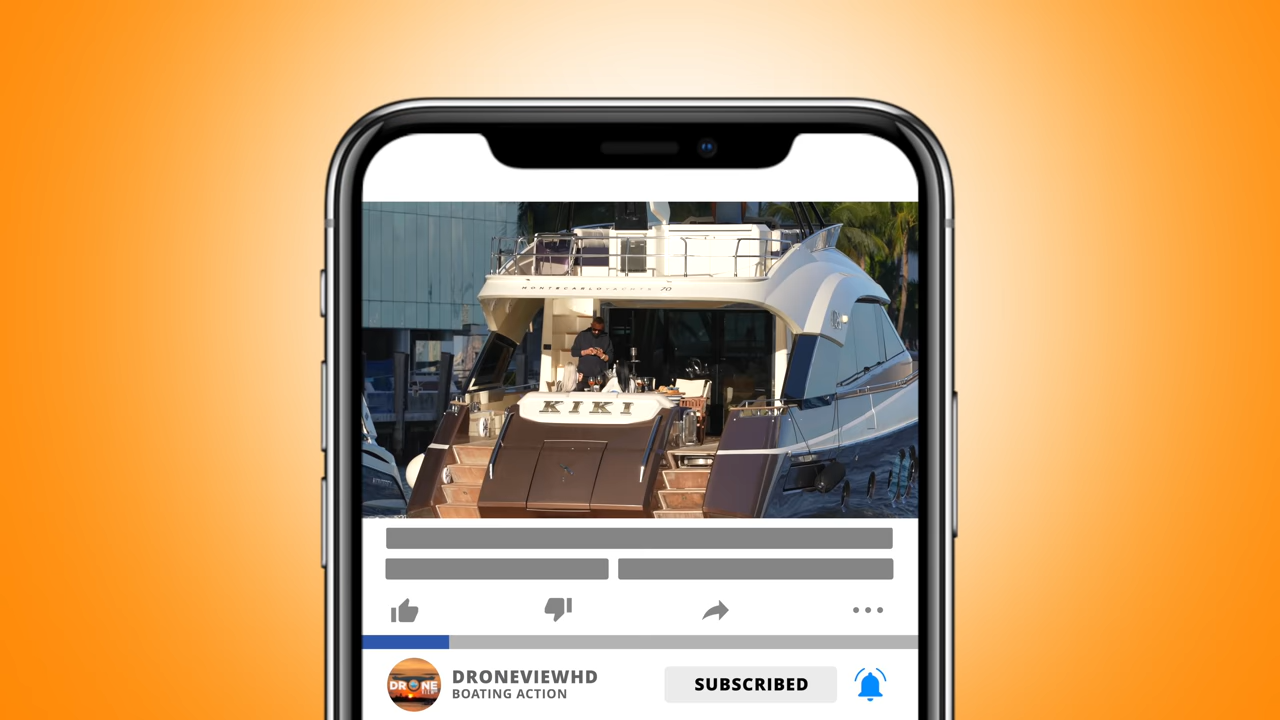 MONTECARLOYACHTS 70
KIKI
DRONE
DRONEVIEWHD
BOATING ACTION
SUBSCRIBED